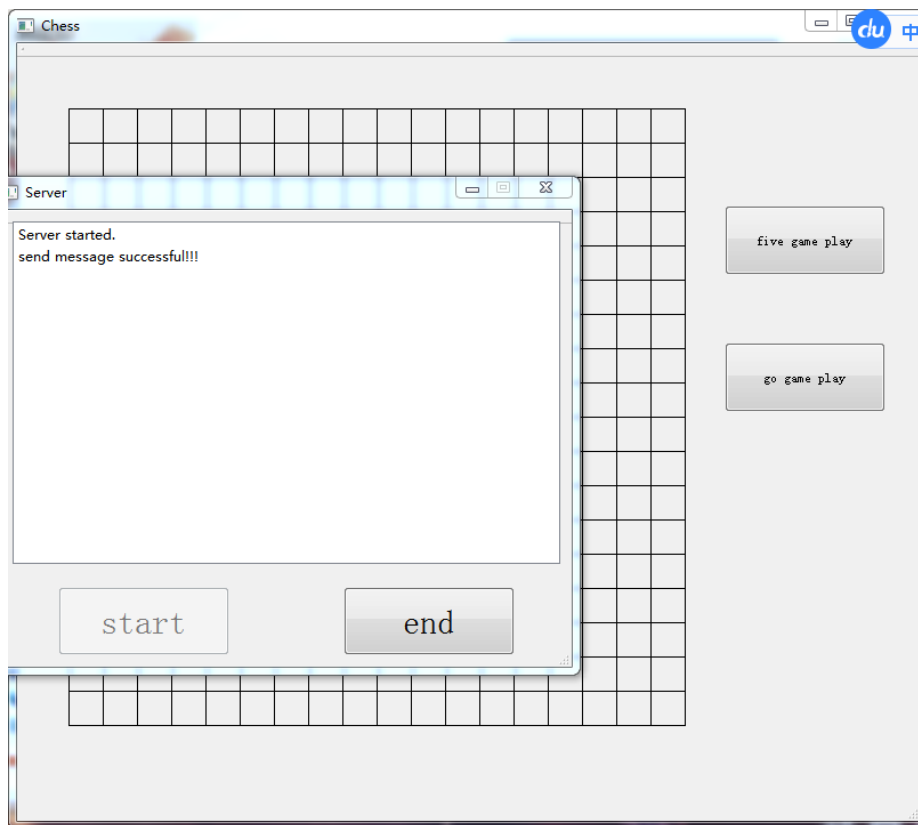 Chess
du 中
Server
Server started.
send message successful!!!
five game play
go game play
start
end